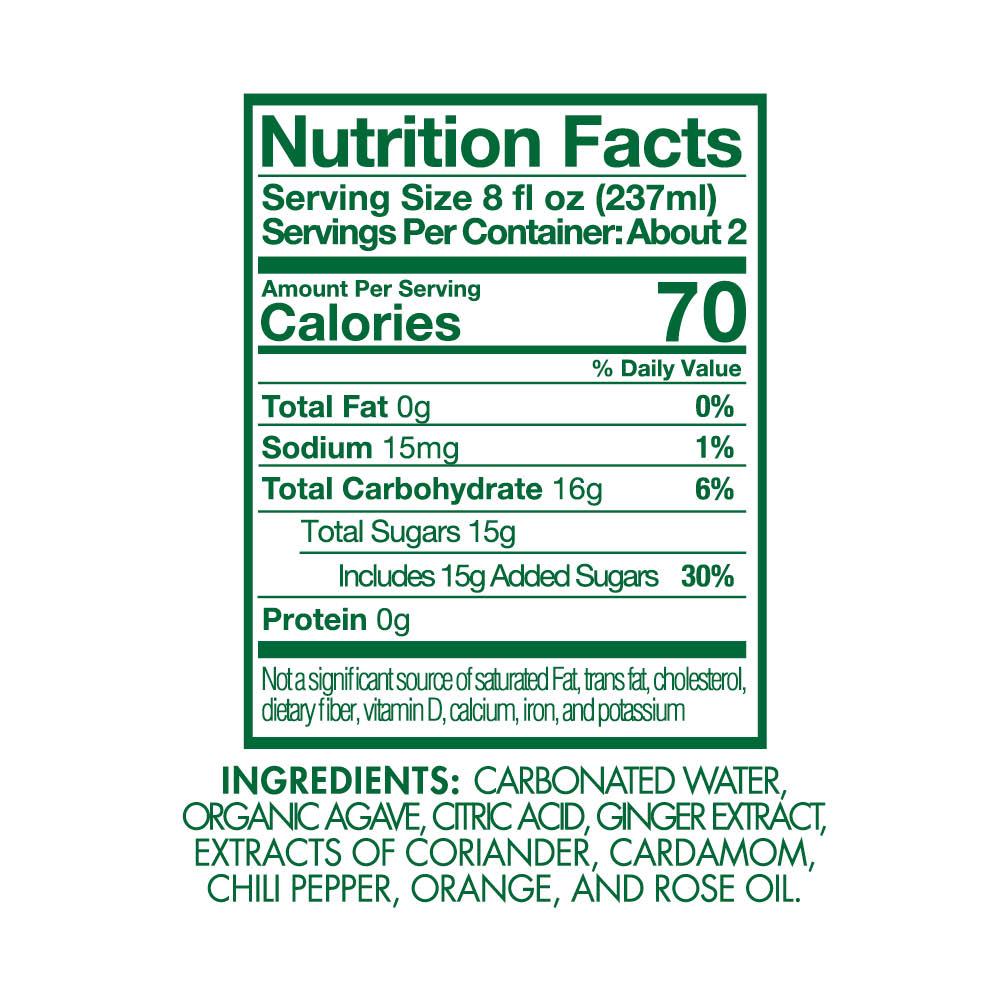 Nutrition Facts
Serving Size 8 fl oz (237ml)
Servings Per Container: About 2
Amount Per Serving
Calories 70
% Daily Value
Total Fat 0g 0%
Sodium 15mg 1%
Total Carbohydrate 16g 6%
Total Sugars 15g
Includes 15g Added Sugars 30%
Protein 0g
Not a significant source of saturated Fat, trans fat, cholesterol,
dietary fiber, vitamin D, calcium, iron, and potassium
INGREDIENTS: CARBONATED WATER,
ORGANIC AGAVE, CITRIC ACID, GINGER EXTRACT,
EXTRACTS OF CORIANDER, CARDAMOM,
CHILI PEPPER, ORANGE, AND ROSE OIL.